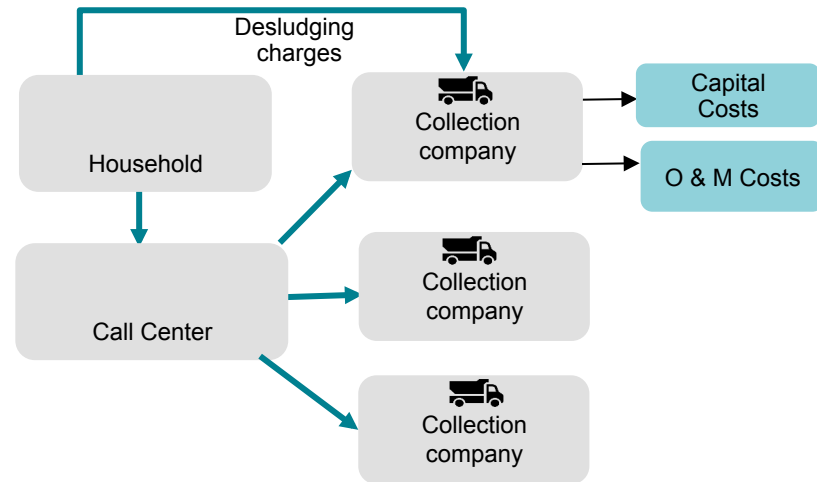 Desludging
charges
Household
Collection
company
Capital
Costs
O & M Costs
Call Center
Collection
company
Collection
company